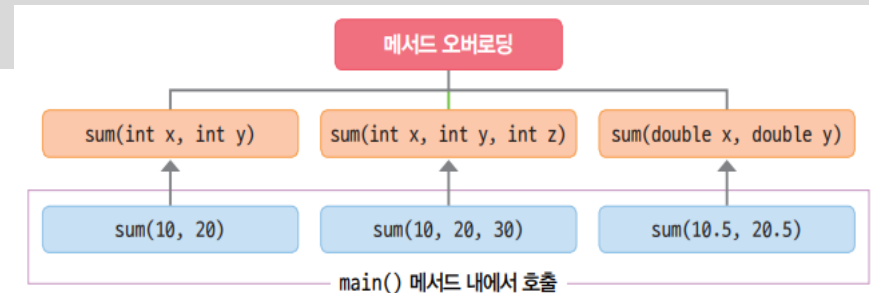 메서드 오버로딩
sum(int x, int y)
sum(int x, int y, int z)
sum(double x, double y)
sum(10, 20)
sum(10, 20, 30)
sum(10.5, 20.5)
main() 메서드 내에서 호출